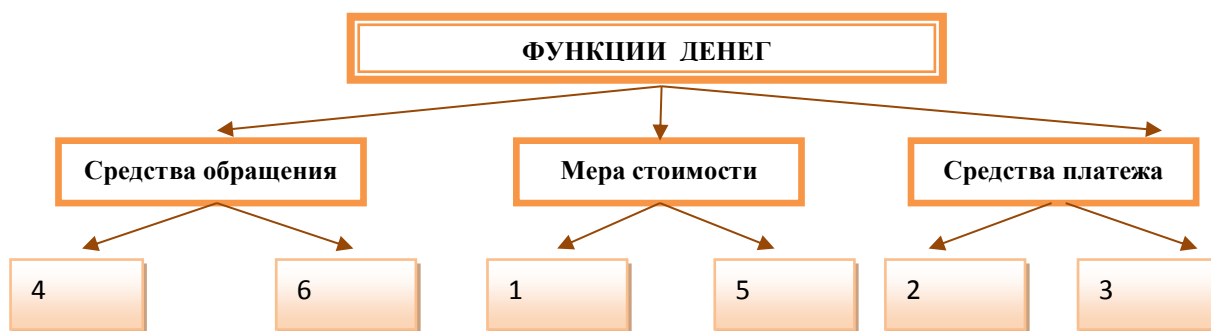 ФУНКЦИИ ДЕНЕГ
Средства обращения
Мера стоимости
Средства платежа
4
6
1
5
2
3